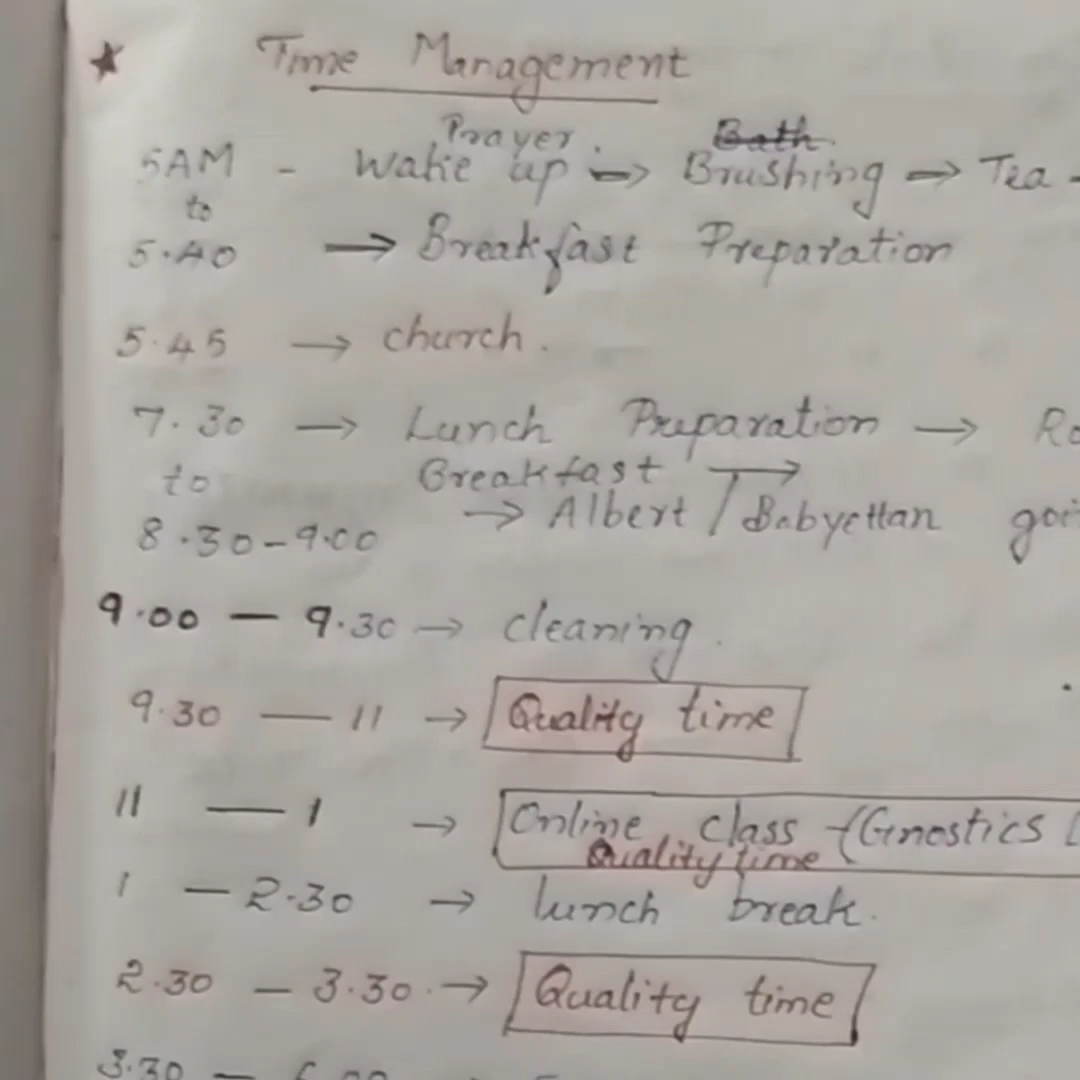 ★ Time Management
Prayer. Bath
5AM - Wake up → Brushing → Tea -
to
5.40 → Breakfast Preparation
5.45 → church.
7.30 → Lunch Preparation →
to Breakfast →
→ Albert / Babyettan
8.30-9.00
9.00 — 9.30 → cleaning.
9.30 — 11 → Quality time
11 — 1 → Online class (Gnostics
Quality time
1 — 2.30 → lunch break.
2.30 — 3.30. → Quality time
3.30 —